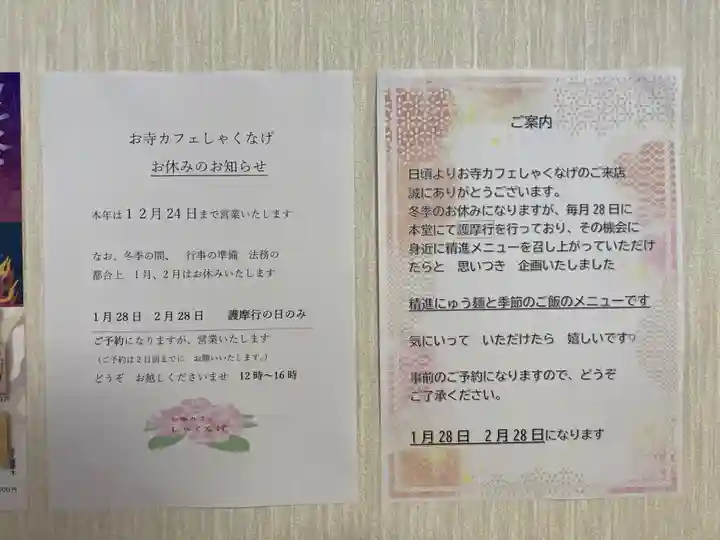 お寺カフェしゃくなげ
お休みのお知らせ
本年は12月24日まで営業いたします
なお、冬季の間、 行事の準備 法務の
都合上 1月、2月はお休みいたします
1月28日 2月28日 護摩行の日のみ
ご予約になりますが、営業いたします
（ご予約は2日前までに お願いいたします。）
どうぞ お越しくださいませ 12時〜16時
お寺カフェ
しゃくなげ
ご案内
日頃よりお寺カフェしゃくなげのご来店
誠にありがとうございます。
冬季のお休みになりますが、毎月28日に
本堂にて護摩行を行っており、その機会に
身近に精進メニューを召し上がっていただけ
たらと 思いつき 企画いたしました
精進にゅう麺と季節のご飯のメニューです
気にいって いただけたら 嬉しいです♡
事前のご予約になりますので、どうぞ
ご了承ください。
1月28日 2月28日になります